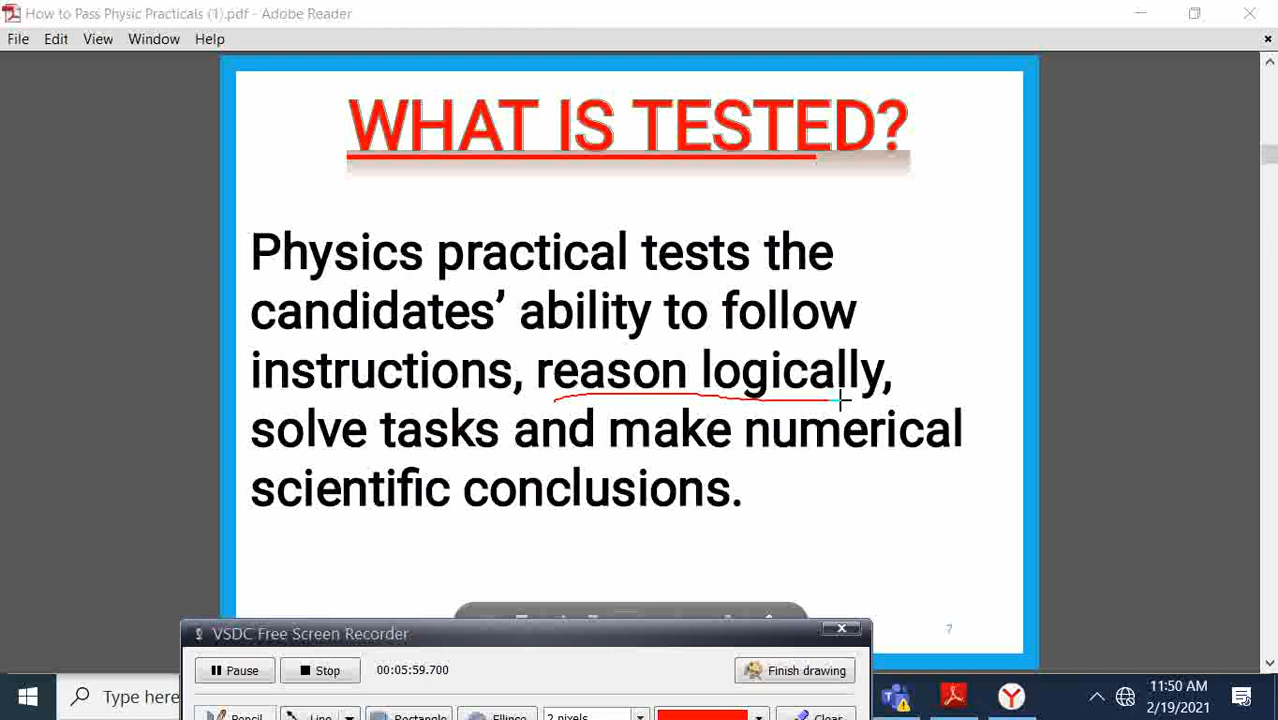 How to Pass Physic Practicals (1).pdf - Adobe Reader
File Edit View Window Help
WHAT IS TESTED?
Physics practical tests the
candidates’ ability to follow
instructions, reason logically,
solve tasks and make numerical
scientific conclusions.
7
VSDC Free Screen Recorder
Pause Stop 00:05:59.700 Finish drawing
Type here
Pencil Line Rectangle Ellipse 2 pixels Clear
11:50 AM
2/19/2021